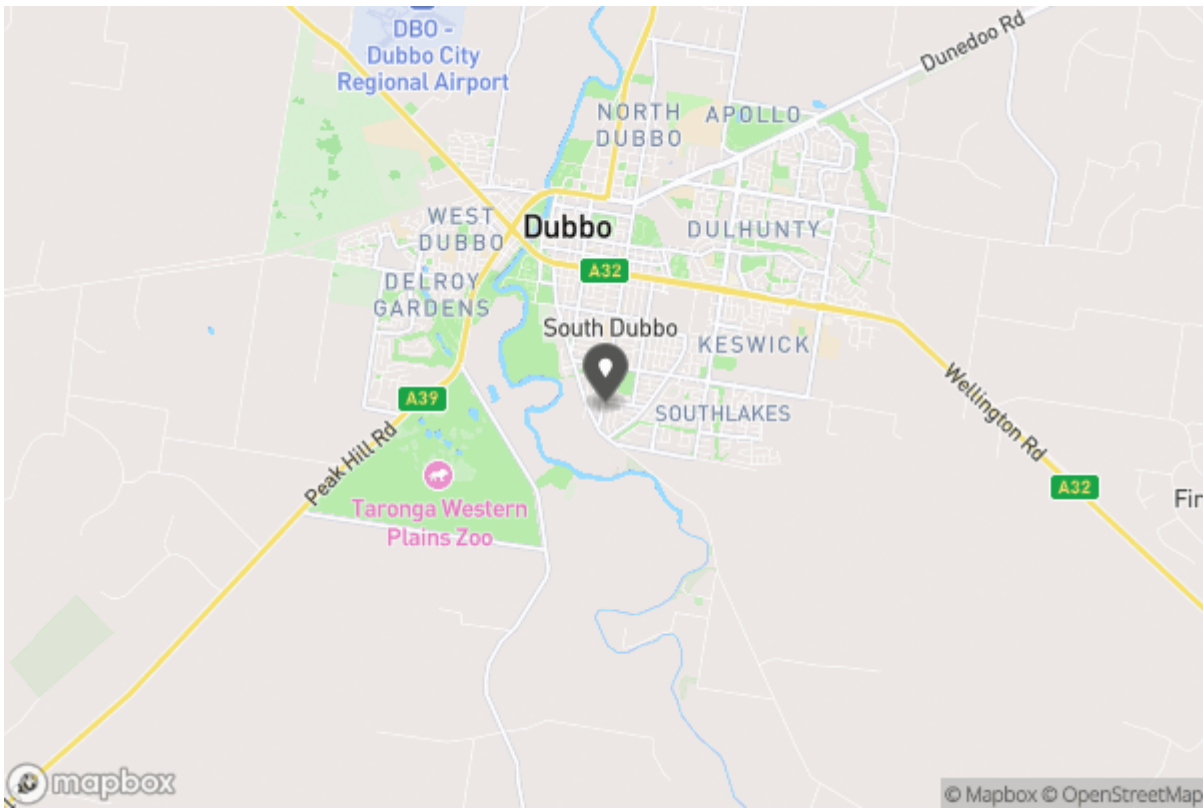 DBO -
Dubbo City
Regional Airport
Dunedoo Rd
NORTH
DUBBO
APOLLO
WEST
DUBBO
Dubbo
DULHUNTY
A32
DELROY
GARDENS
South Dubbo
KESWICK
Wellington Rd
A39
SOUTHLAKES
Peak Hill Rd
Taronga Western
Plains Zoo
A32
Fin
mapbox
© Mapbox © OpenStreetMap